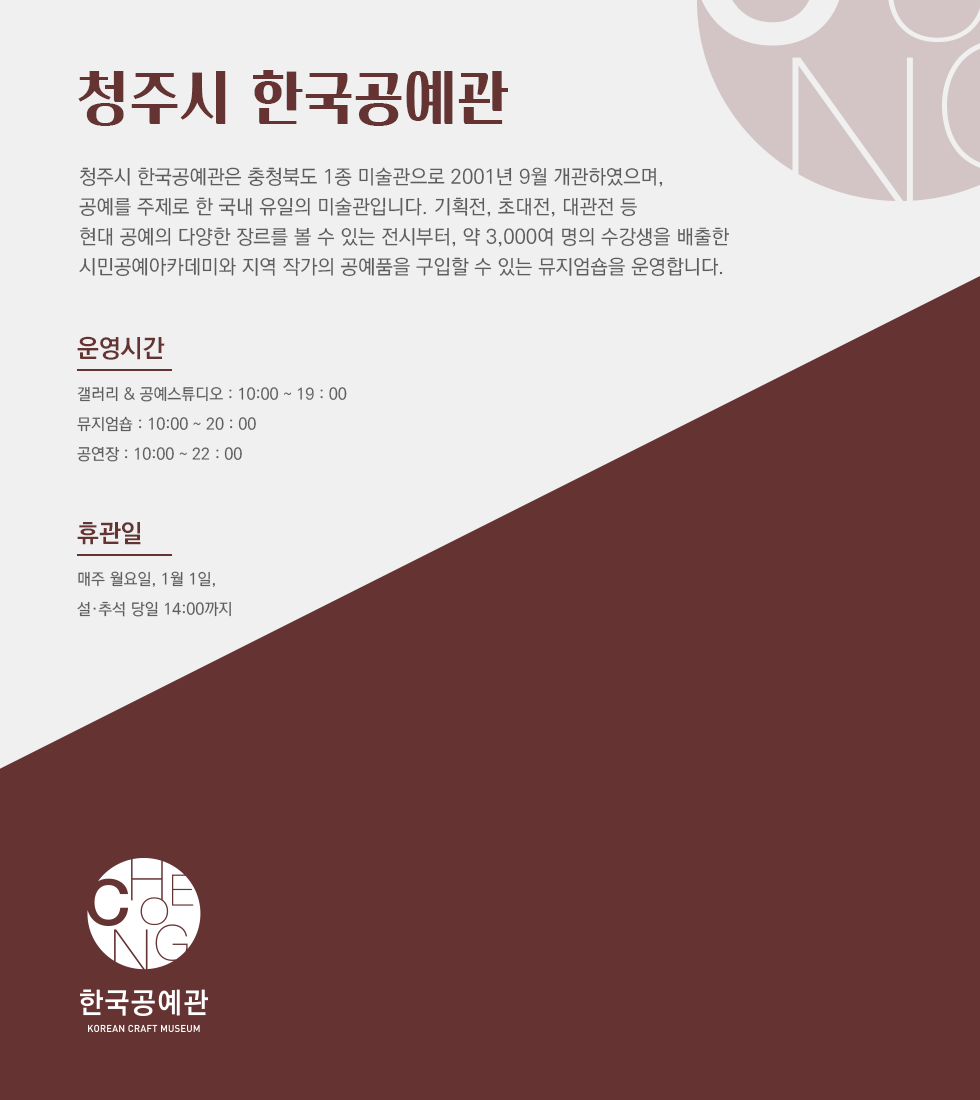 청주시 한국공예관
청주시 한국공예관은 충청북도 1종 미술관으로 2001년 9월 개관하였으며,
공예를 주제로 한 국내 유일의 미술관입니다. 기획전, 초대전, 대관전 등
현대 공예의 다양한 장르를 볼 수 있는 전시부터, 약 3,000여 명의 수강생을 배출한
시민공예아카데미와 지역 작가의 공예품을 구입할 수 있는 뮤지엄숍을 운영합니다.
운영시간
갤러리 & 공예스튜디오 : 10:00 ~ 19 : 00
뮤지엄숍 : 10:00 ~ 20 : 00
공연장 : 10:00 ~ 22 : 00
휴관일
매주 월요일, 1월 1일,
설·추석 당일 14:00까지
CHEONG
한국공예관
KOREAN CRAFT MUSEUM